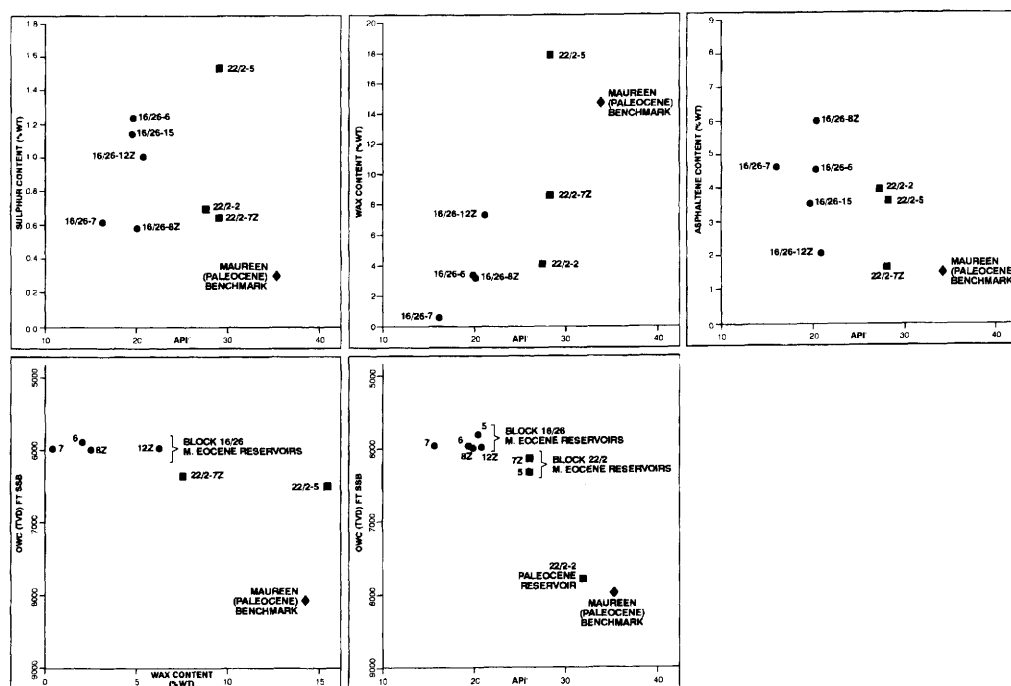 1.8
1.6
1.4
1.2
1.0
0.8
0.6
0.4
0.2
0.0
SULPHUR CONTENT (%WT)
22/2-5
16/26-6
16/26-15
16/26-12Z
22/2-2
22/2-7Z
16/26-7
16/26-8Z
MAUREEN
(PALEOCENE)
BENCHMARK
10
20
30
40
API
20
18
16
14
12
10
8
6
4
2
0
WAX CONTENT (%WT)
22/2-5
MAUREEN
(PALEOCENE)
BENCHMARK
22/2-7Z
16/26-12Z
22/2-2
16/26-6
16/26-8Z
16/26-7
10
20
30
40
API
9
8
7
6
5
4
3
2
1
0
ASPHALTENE CONTENT (%WT)
16/26-8Z
16/26-7
16/26-6
22/2-2
16/26-15
22/2-5
16/26-12Z
22/2-7Z
MAUREEN
(PALEOCENE
BENCHMARK
10
20
30
40
API
5000
6000
7000
8000
9000
OWC (TVD) FT SSB
7
6
8Z
12Z
BLOCK 16/26
M. EOCENE RESERVOIRS
22/2-7Z
22/2-5
MAUREEN
(PALEOCENE)
BENCHMARK
0
5
10
15
WAX CONTENT
(%WT)
5000
6000
7000
8000
9000
OWC (TVD) FT SSB
5
7
6
8Z
12Z
BLOCK 16/26
M. EOCENE RESERVOIRS
7Z
5
BLOCK 22/2
M. EOCENE RESERVOIRS
22/2-2
PALEOCENE
RESERVOIR
MAUREEN
(PALEOCENE)
BENCHMARK
10
20
30
40
API